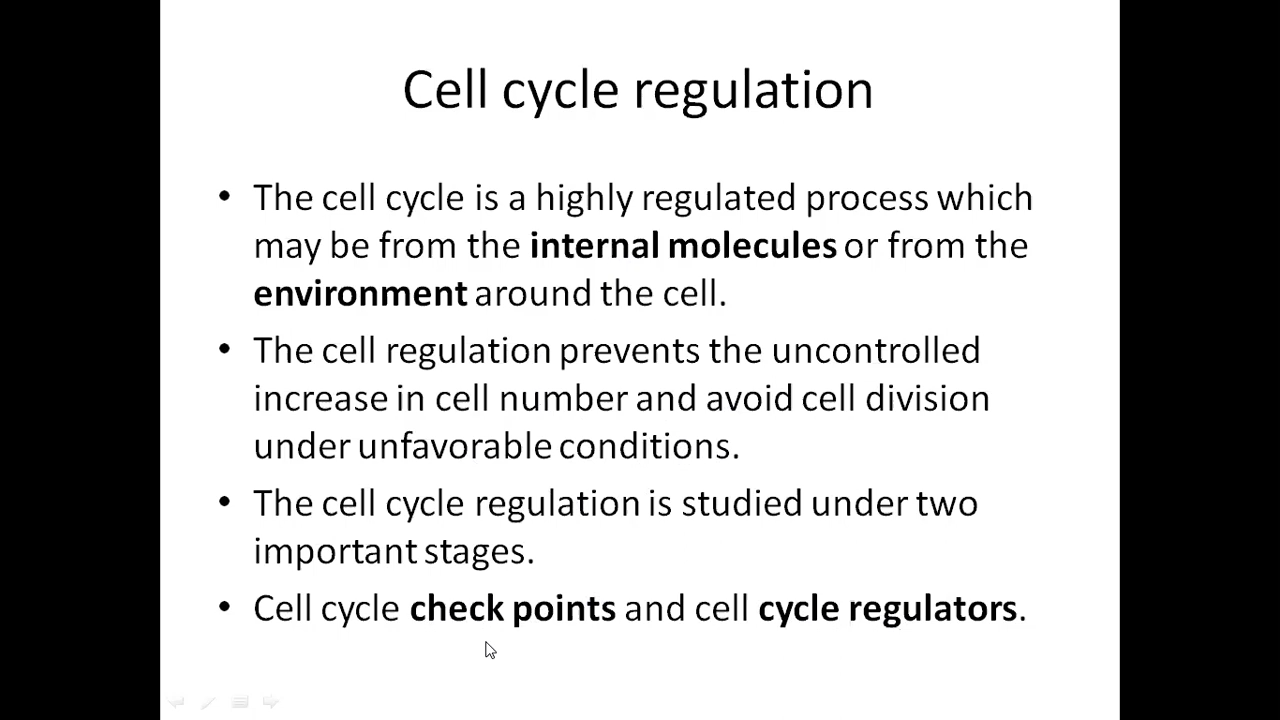 Cell cycle regulation
• The cell cycle is a highly regulated process which
may be from the internal molecules or from the
environment around the cell.
• The cell regulation prevents the uncontrolled
increase in cell number and avoid cell division
under unfavorable conditions.
• The cell cycle regulation is studied under two
important stages.
• Cell cycle check points and cell cycle regulators.